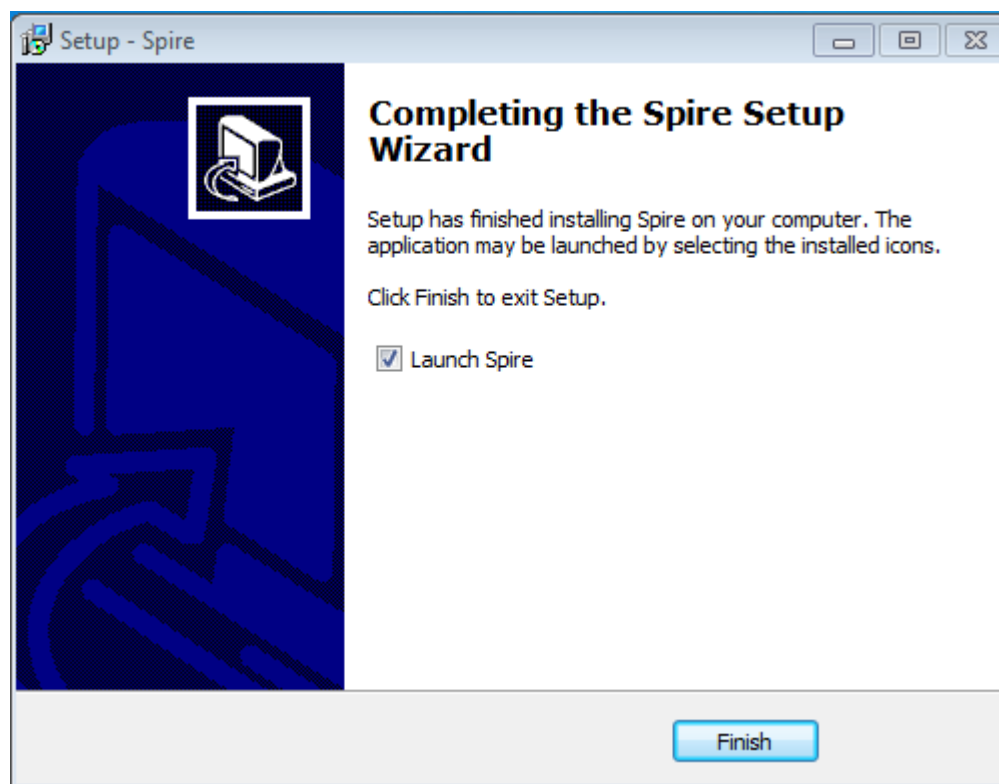 Setup - Spire
Completing the Spire Setup
Wizard
Setup has finished installing Spire on your computer. The
application may be launched by selecting the installed icons.
Click Finish to exit Setup.
Launch Spire
Finish